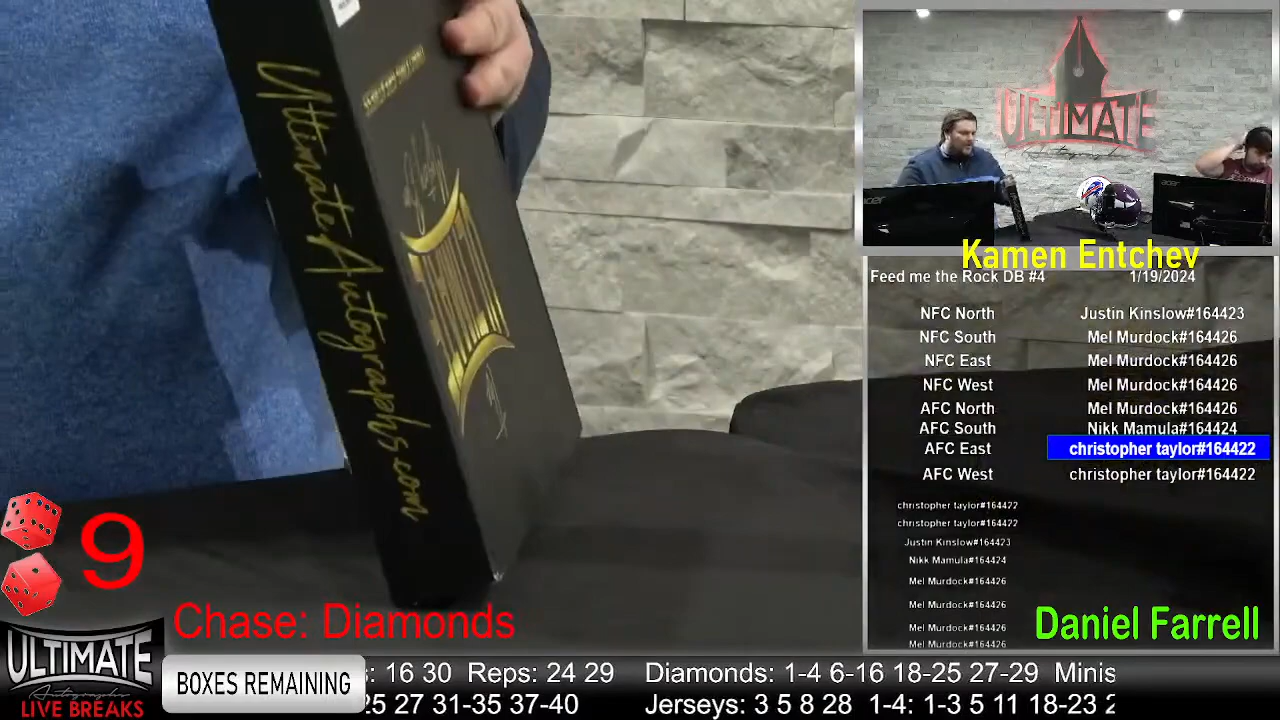 UltimateAutographs.com
ULTIMATE
ULTIMATE
acer
acer
Kamen Entchev
Feed me the Rock DB #4 1/19/2024
NFC North Justin Kinslow#164423
NFC South Mel Murdock#164426
NFC East Mel Murdock#164426
NFC West Mel Murdock#164426
AFC North Mel Murdock#164426
AFC South Nikk Mamula#164424
AFC East christopher taylor#164422
AFC West christopher taylor#164422
christopher taylor#164422
christopher taylor#164422
Justin Kinslow#164423
Nikk Mamula#164424
Mel Murdock#164426
Mel Murdock#164426
Mel Murdock#164426
Mel Murdock#164426
Daniel Farrell
9
Chase: Diamonds
ULTIMATE
Autographs
LIVE BREAKS
BOXES REMAINING
: 16 30 Reps: 24 29 Diamonds: 1-4 6-16 18-25 27-29 Minis
25 27 31-35 37-40 Jerseys: 3 5 8 28 1-4: 1-3 5 11 18-23 2